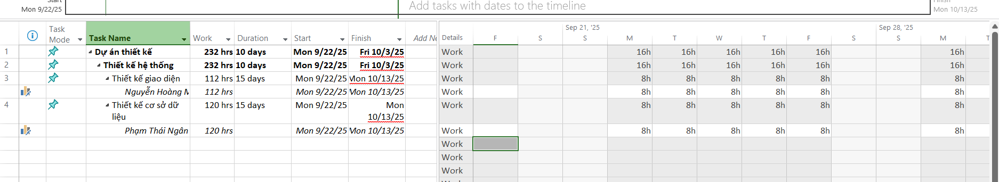 Start
Mon 9/22/25
Add tasks with dates to the timeline
Finish
Mon 10/13/25
Task Mode Task Name Work Duration Start Finish Add Ne
Details
Sep 21, '25 Sep 28, '25
F S S M T W T F S S M T
1 Dự án thiết kế 232 hrs 10 days Mon 9/22/25 Fri 10/3/25 Work 16h 16h 16h 16h 16h 16h
2 Thiết kế hệ thống 232 hrs 10 days Mon 9/22/25 Fri 10/3/25 Work 16h 16h 16h 16h 16h 16h
3 Thiết kế giao diện 112 hrs 15 days Mon 9/22/25 Mon 10/13/25 Work 8h 8h 8h 8h 8h 8h
Nguyễn Hoàng M 112 hrs Mon 9/22/25 Mon 10/13/25 Work 8h 8h 8h 8h 8h 8h
4 Thiết kế cơ sở dữ liệu 120 hrs 15 days Mon 9/22/25 Mon 10/13/25 Work 8h 8h 8h 8h 8h 8h
Phạm Thái Ngân 120 hrs Mon 9/22/25 Mon 10/13/25 Work 8h 8h 8h 8h 8h 8h
Work
Work
Work